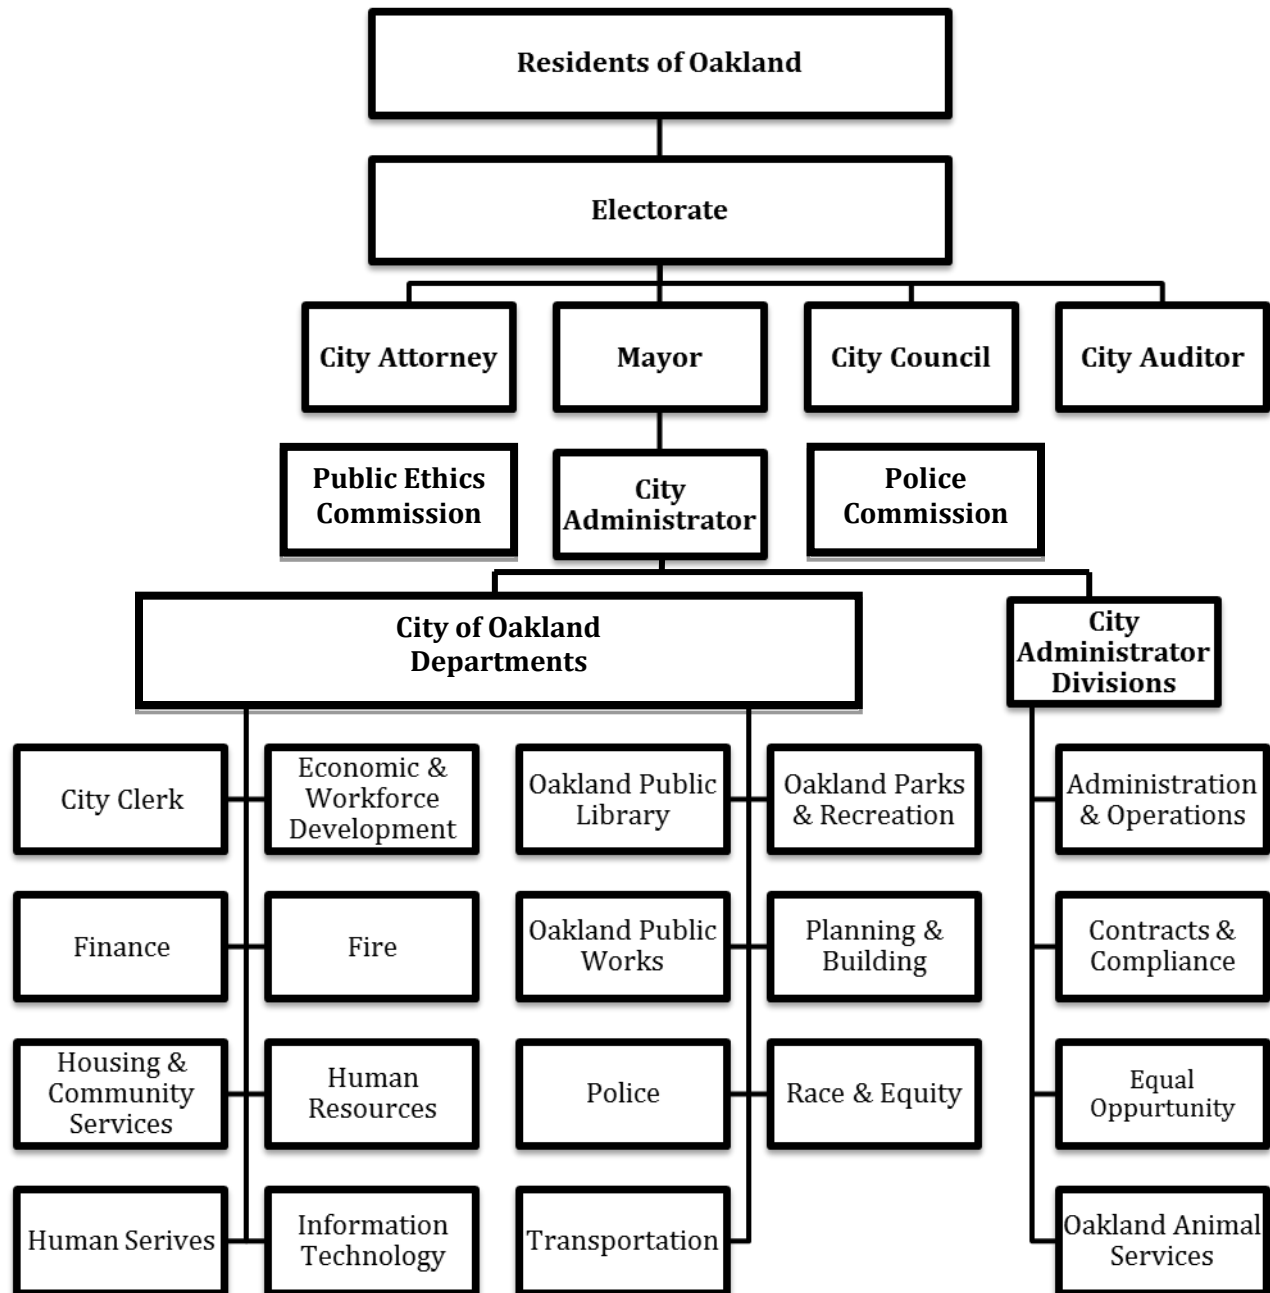 Residents of Oakland
Electorate
City Attorney
Mayor
City Council
City Auditor
Public Ethics
Commission
City
Administrator
Police
Commission
City of Oakland
Departments
City
Administrator
Divisions
City Clerk
Economic &
Workforce
Development
Oakland Public
Library
Oakland Parks
& Recreation
Administration
& Operations
Finance
Fire
Oakland Public
Works
Planning &
Building
Contracts &
Compliance
Housing &
Community
Services
Human
Resources
Police
Race & Equity
Equal
Oppurtunity
Human Serives
Information
Technology
Transportation
Oakland Animal
Services